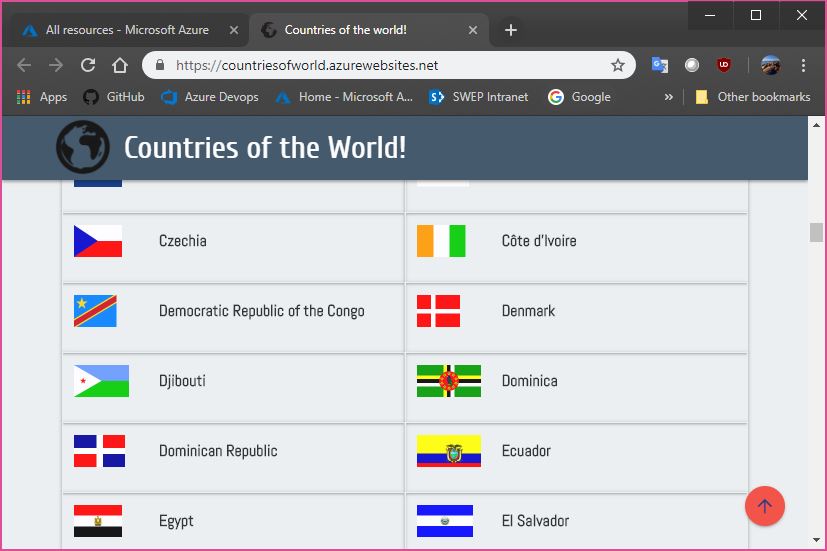 All resources - Microsoft Azure
Countries of the world!
https://countriesofworld.azurewebsites.net
Apps GitHub Azure Devops Home - Microsoft A... SWEP Intranet Google » Other bookmarks
Countries of the World!
Czechia Côte d'Ivoire
Democratic Republic of the Congo Denmark
Djibouti Dominica
Dominican Republic Ecuador
Egypt El Salvador